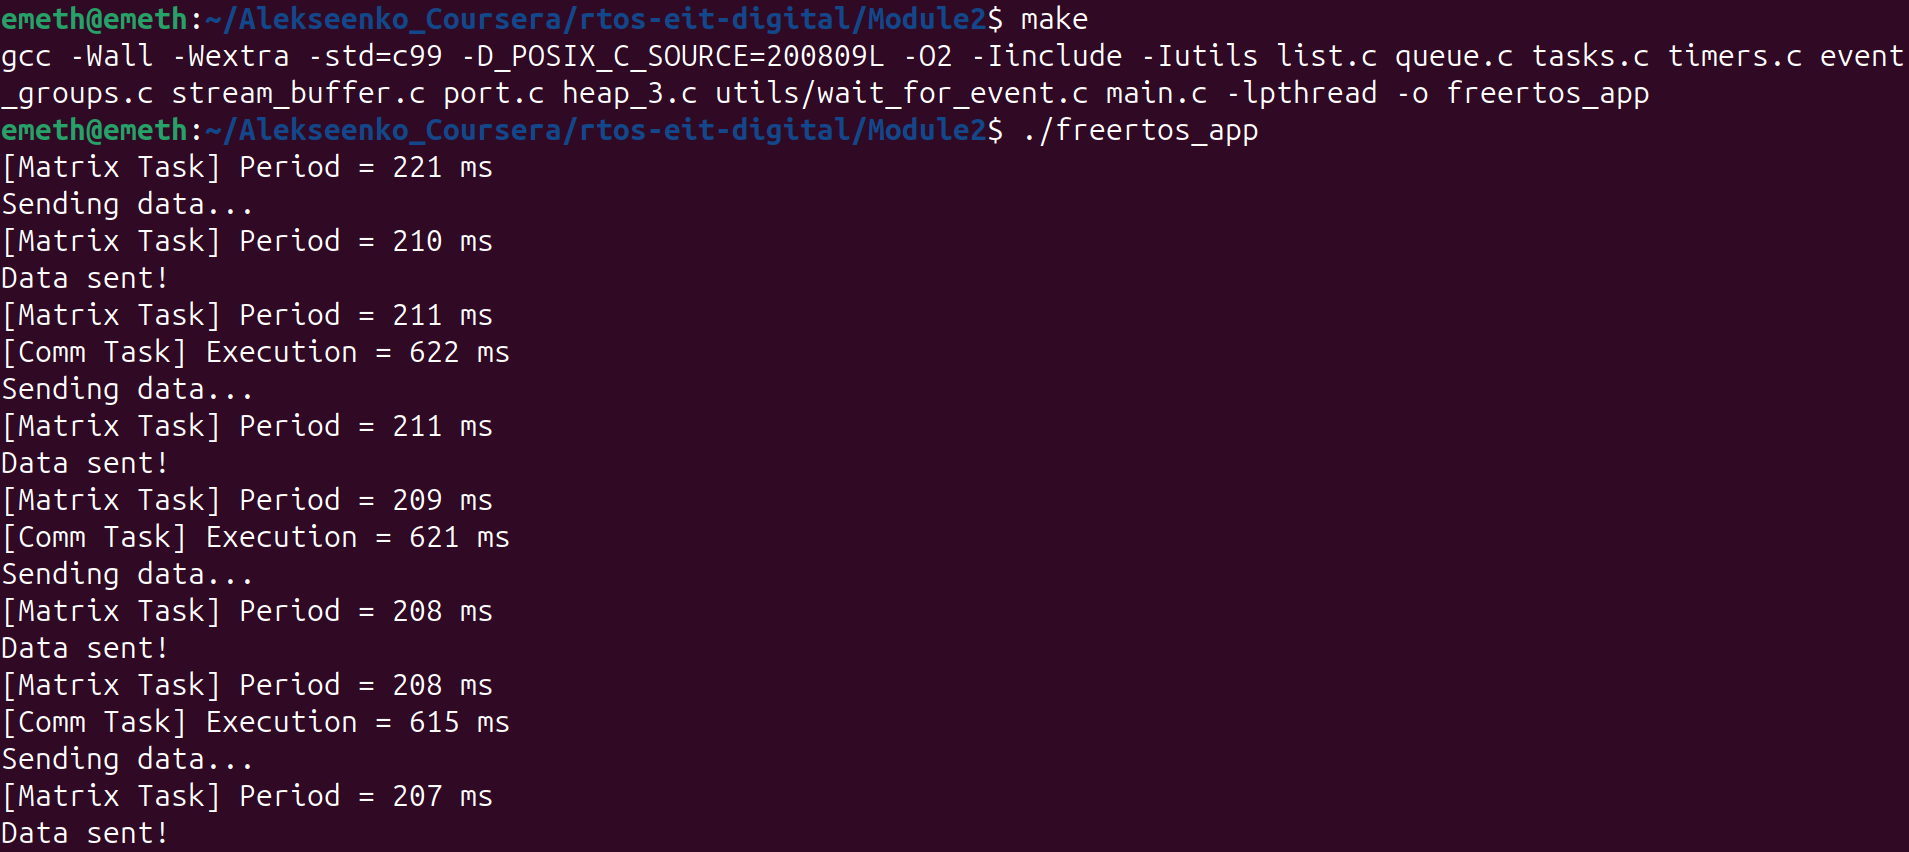 emeth@emeth:~/Alekseenko_Coursera/rtos-eit-digital/Module2$ make
gcc -Wall -Wextra -std=c99 -D_POSIX_C_SOURCE=200809L -O2 -Iinclude -Iutils list.c queue.c tasks.c timers.c event
_groups.c stream_buffer.c port.c heap_3.c utils/wait_for_event.c main.c -lpthread -o freertos_app
emeth@emeth:~/Alekseenko_Coursera/rtos-eit-digital/Module2$ ./freertos_app
[Matrix Task] Period = 221 ms
Sending data...
[Matrix Task] Period = 210 ms
Data sent!
[Matrix Task] Period = 211 ms
[Comm Task] Execution = 622 ms
Sending data...
[Matrix Task] Period = 211 ms
Data sent!
[Matrix Task] Period = 209 ms
[Comm Task] Execution = 621 ms
Sending data...
[Matrix Task] Period = 208 ms
Data sent!
[Matrix Task] Period = 208 ms
[Comm Task] Execution = 615 ms
Sending data...
[Matrix Task] Period = 207 ms
Data sent!